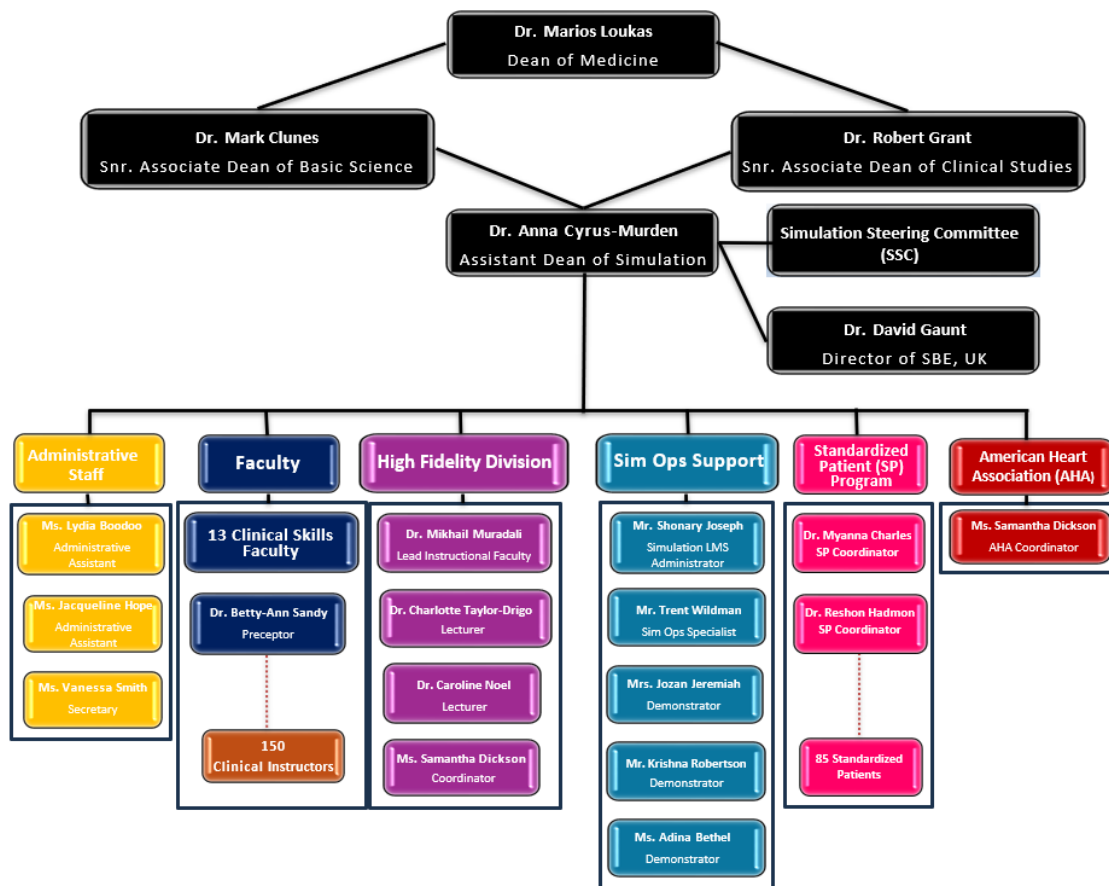 Dr. Marios Loukas
Dean of Medicine
Dr. Mark Clunes
Snr. Associate Dean of Basic Science
Dr. Robert Grant
Snr. Associate Dean of Clinical Studies
Dr. Anna Cyrus-Murden
Assistant Dean of Simulation
Simulation Steering Committee
(SSC)
Dr. David Gaunt
Director of SBE, UK
Administrative
Staff
Ms. Lydia Boodoo
Administrative
Assistant
Ms. Jacqueline Hope
Administrative
Assistant
Ms. Vanessa Smith
Secretary
Faculty
13 Clinical Skills
Faculty
Dr. Betty-Ann Sandy
Preceptor
150
Clinical Instructors
High Fidelity Division
Dr. Mikhail Muradali
Lead Instructional Faculty
Dr. Charlotte Taylor-Drigo
Lecturer
Dr. Caroline Noel
Lecturer
Ms. Samantha Dickson
Coordinator
Sim Ops Support
Mr. Shonary Joseph
Simulation LMS
Administrator
Mr. Trent Wildman
Sim Ops Specialist
Mrs. Jozan Jeremiah
Demonstrator
Mr. Krishna Robertson
Demonstrator
Ms. Adina Bethel
Demonstrator
Standardized
Patient (SP)
Program
Dr. Myanna Charles
SP Coordinator
Dr. Reshon Hadmon
SP Coordinator
85 Standardized
Patients
American Heart
Association (AHA)
Ms. Samantha Dickson
AHA Coordinator